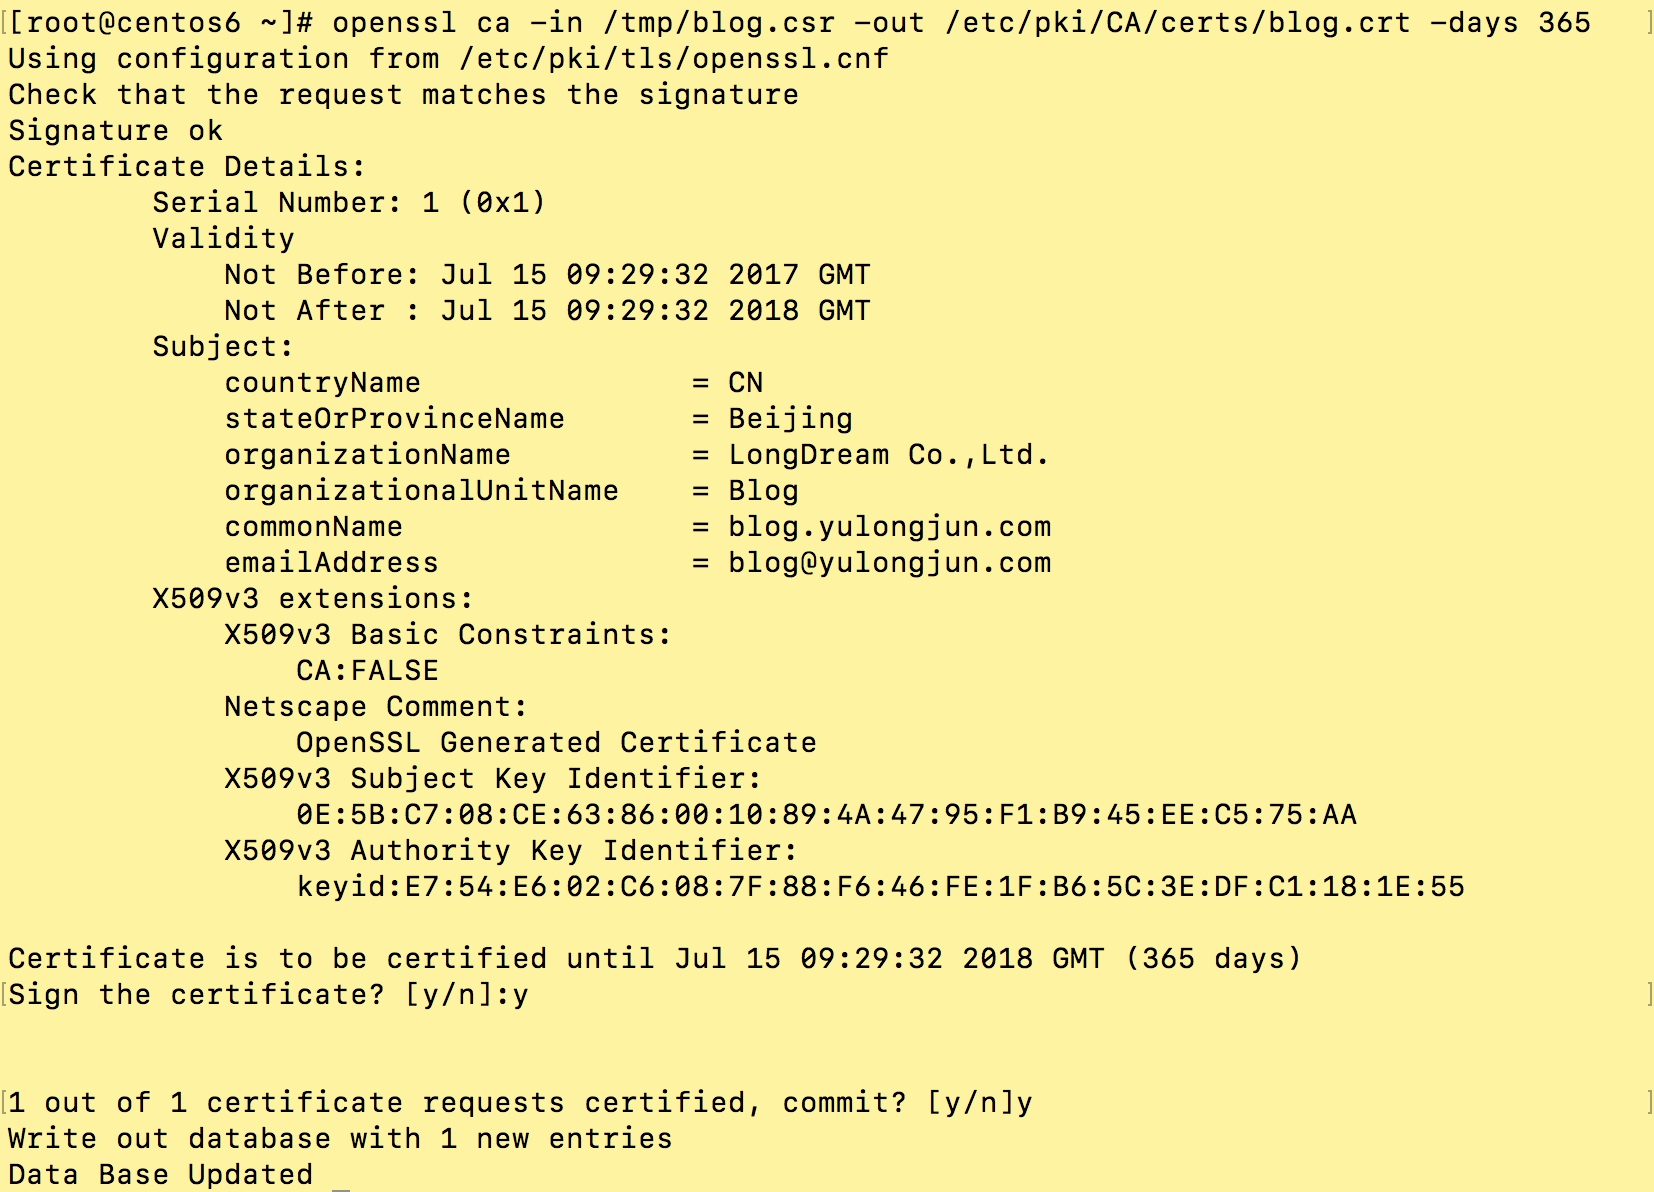 [[root@centos6 ~]# openssl ca -in /tmp/blog.csr -out /etc/pki/CA/certs/blog.crt -days 365 ]
Using configuration from /etc/pki/tls/openssl.cnf
Check that the request matches the signature
Signature ok
Certificate Details:
        Serial Number: 1 (0x1)
        Validity
            Not Before: Jul 15 09:29:32 2017 GMT
            Not After : Jul 15 09:29:32 2018 GMT
        Subject:
            countryName               = CN
            stateOrProvinceName       = Beijing
            organizationName          = LongDream Co.,Ltd.
            organizationalUnitName    = Blog
            commonName                = blog.yulongjun.com
            emailAddress              = blog@yulongjun.com
        X509v3 extensions:
            X509v3 Basic Constraints:
                CA:FALSE
            Netscape Comment:
                OpenSSL Generated Certificate
            X509v3 Subject Key Identifier:
                0E:5B:C7:08:CE:63:86:00:10:89:4A:47:95:F1:B9:45:EE:C5:75:AA
            X509v3 Authority Key Identifier:
                keyid:E7:54:E6:02:C6:08:7F:88:F6:46:FE:1F:B6:5C:3E:DF:C1:18:1E:55
Certificate is to be certified until Jul 15 09:29:32 2018 GMT (365 days)
[Sign the certificate? [y/n]:y ]
[1 out of 1 certificate requests certified, commit? [y/n]y ]
Write out database with 1 new entries
Data Base Updated